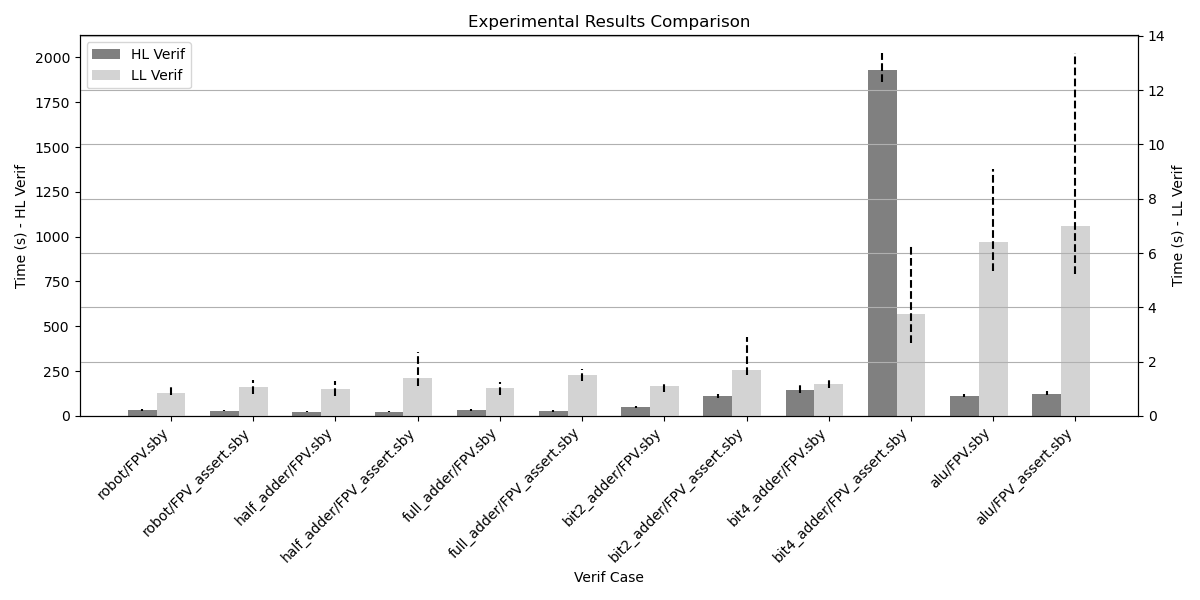 Experimental Results Comparison
HL Verif
LL Verif
Time (s) - HL Verif
2000
1750
1500
1250
1000
750
500
250
0
14
12
10
8
6
4
2
0
Time (s) - LL Verif
robot/FPV.sby
robot/FPV_assert.sby
half_adder/FPV.sby
half_adder/FPV_assert.sby
full_adder/FPV.sby
full_adder/FPV_assert.sby
bit2_adder/FPV.sby
bit2_adder/FPV_assert.sby
bit4_adder/FPV.sby
bit4_adder/FPV_assert.sby
alu/FPV.sby
alu/FPV_assert.sby
Verif Case